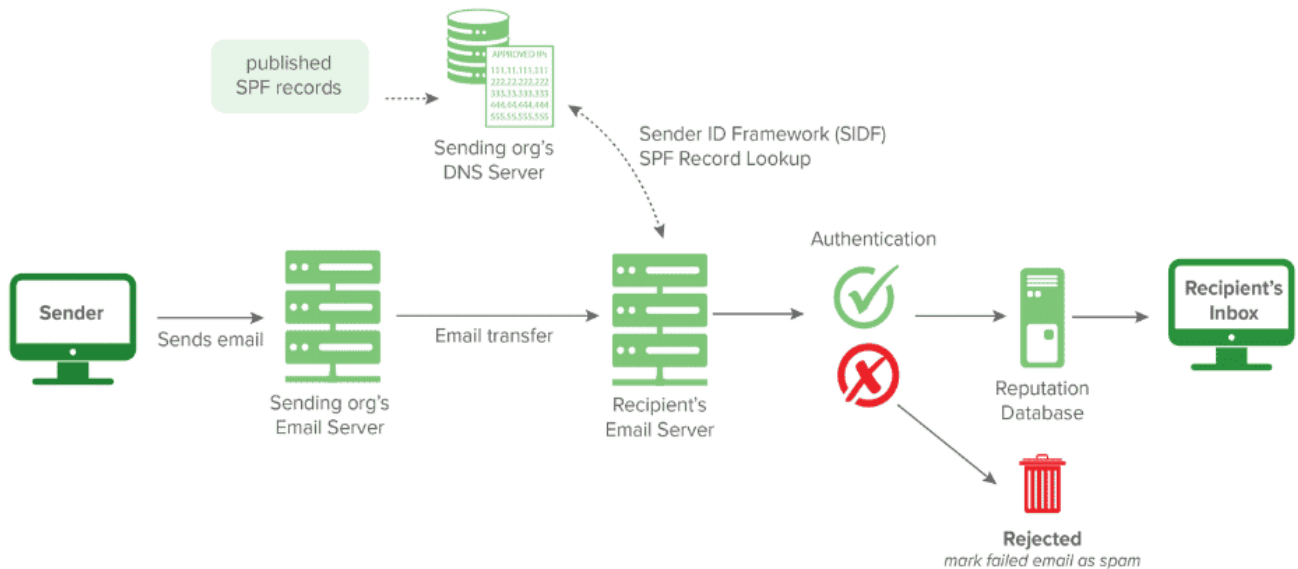 published
SPF records
APPROVED IPs
111.11.111.111
222.22.222.222
333.33.333.333
444.44.444.444
555.55.555.555
Sending org's
DNS Server
Sender ID Framework (SIDF)
SPF Record Lookup
Authentication
Sender
Sends email
Sending org's
Email Server
Email transfer
Recipient's
Email Server
Reputation
Database
Recipient's
Inbox
Rejected
mark failed email as spam